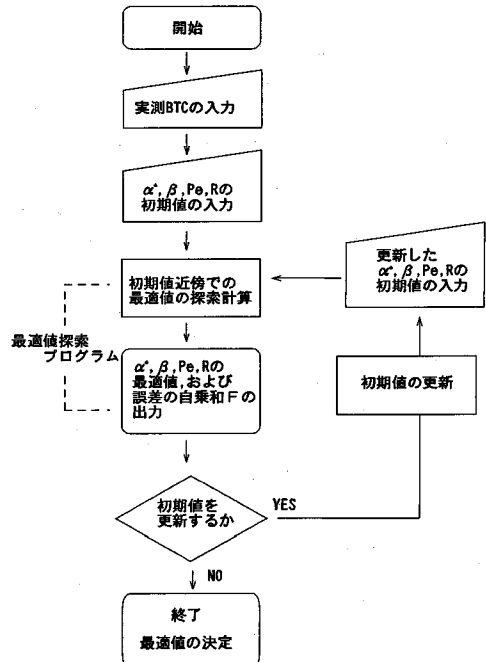 開始
実測BTCの入力
α*,β,Pe,Rの
初期値の入力
初期値近傍での
最適値の探索計算
更新した
α*,β,Pe,Rの
初期値の入力
最適値探索
プログラム
α*,β,Pe,Rの
最適値,および
誤差の自乗和Fの
出力
初期値の更新
初期値を
更新するか
YES
NO
終了
最適値の決定